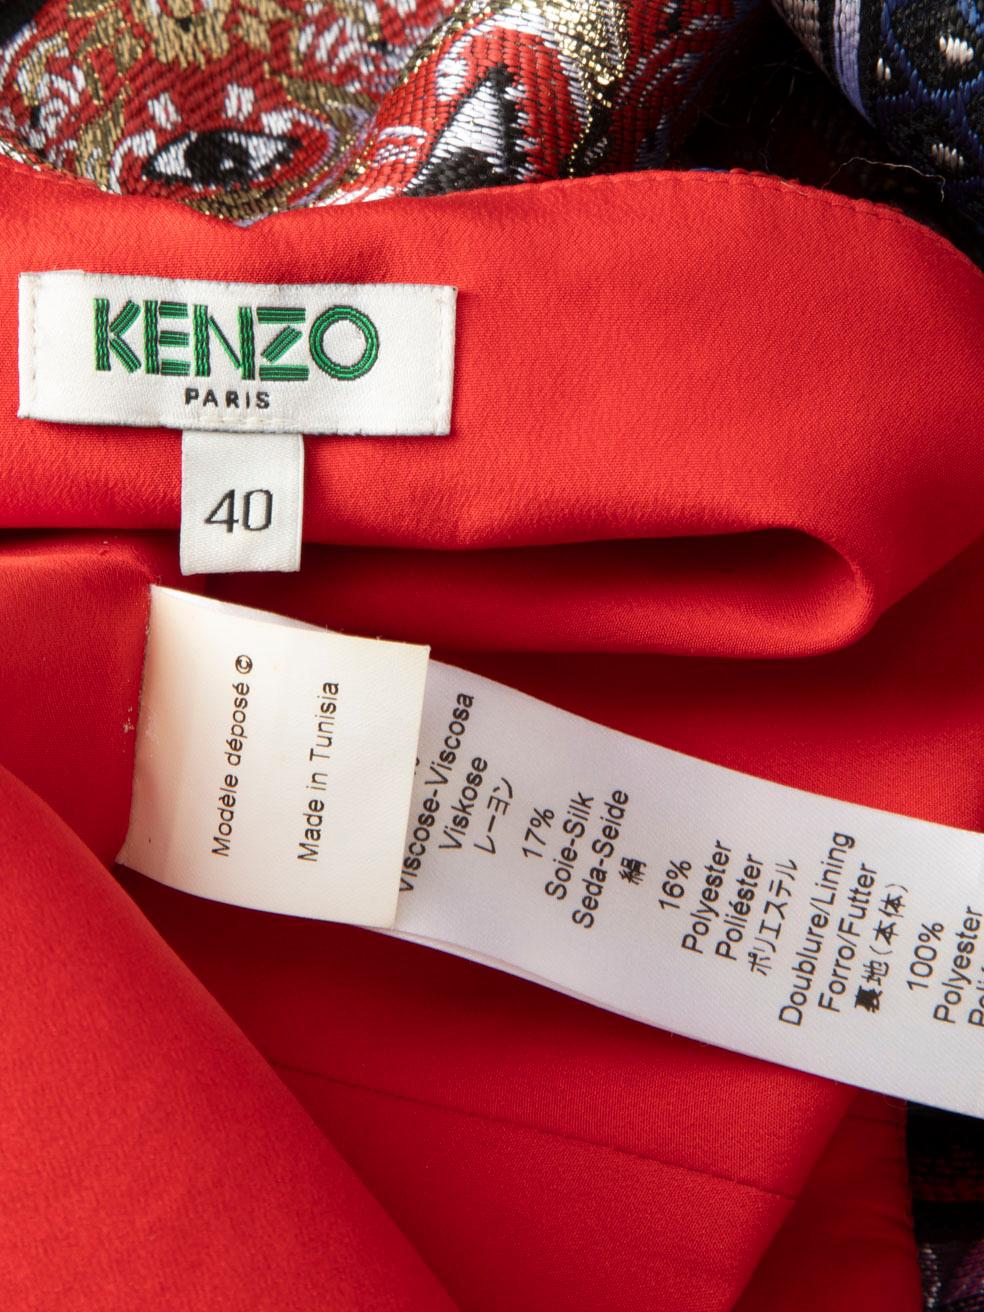 KENZO
PARIS
40
Modèle déposé ©
Made in Tunisia
Viscose-Viscosa
Viskose
レーヨン
17%
Soie-Silk
Seda-Seide
絹
16%
Polyester
Poliéster
ポリエステル
Doublure/Lining
Forro/Futter
裏地(本体)
100%
Polyester